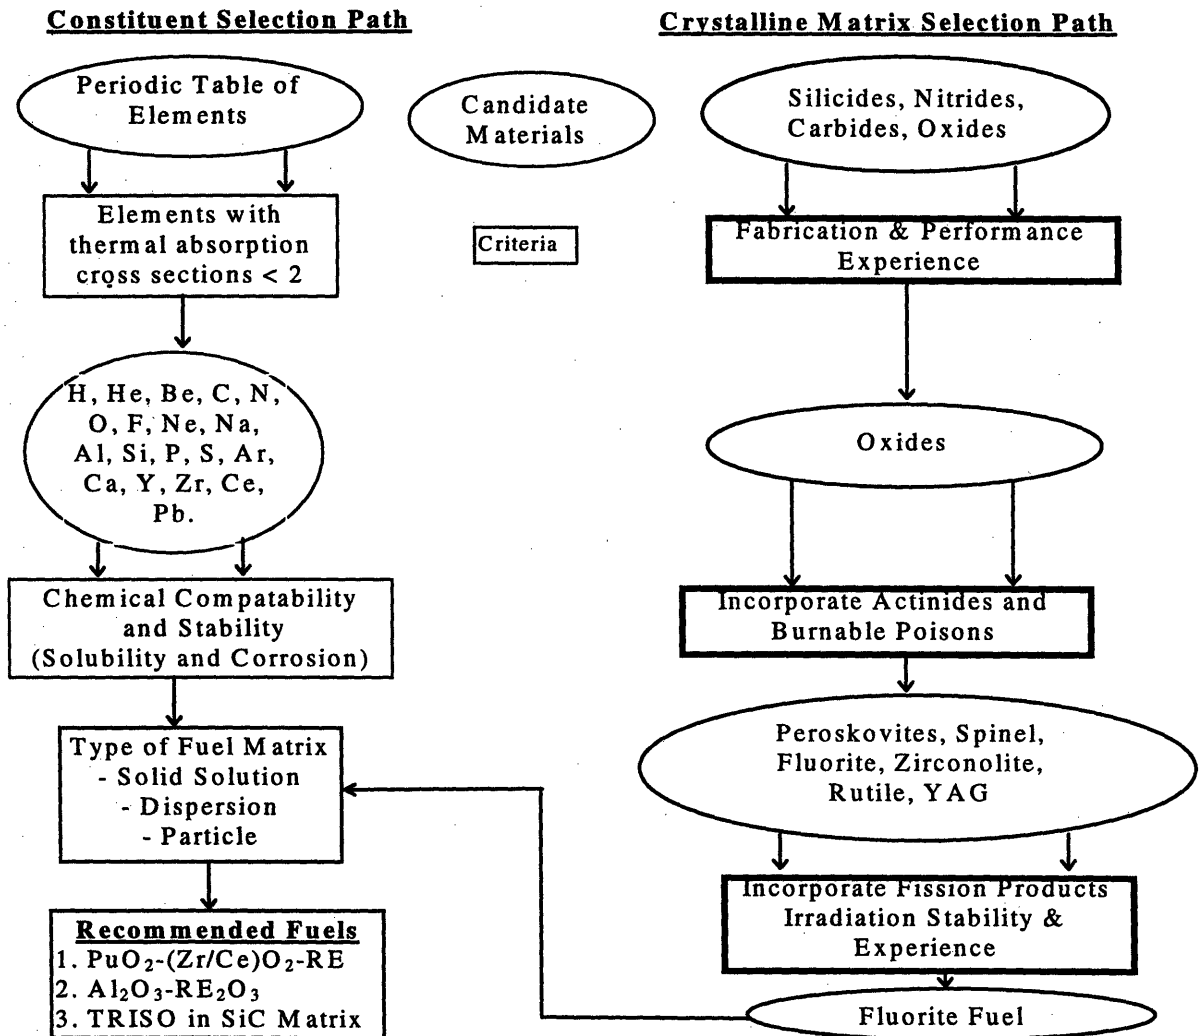 Constituent Selection Path
Periodic Table of
Elements
Elements with
thermal absorption
cross sections < 2
H, He, Be, C, N,
O, F, Ne, Na,
Al, Si, P, S, Ar,
Ca, Y, Zr, Ce,
Pb.
Chemical Compatability
and Stability
(Solubility and Corrosion)
Type of Fuel Matrix
- Solid Solution
- Dispersion
- Particle
Recommended Fuels
1. PuO₂-(Zr/Ce)O₂-RE
2. Al₂O₃-RE₂O₃
3. TRISO in SiC Matrix
Candidate
Materials
Criteria
Crystalline Matrix Selection Path
Silicides, Nitrides,
Carbides, Oxides
Fabrication & Performance
Experience
Oxides
Incorporate Actinides and
Burnable Poisons
Peroskovites, Spinel,
Fluorite, Zirconolite,
Rutile, YAG
Incorporate Fission Products
Irradiation Stability &
Experience
Fluorite Fuel